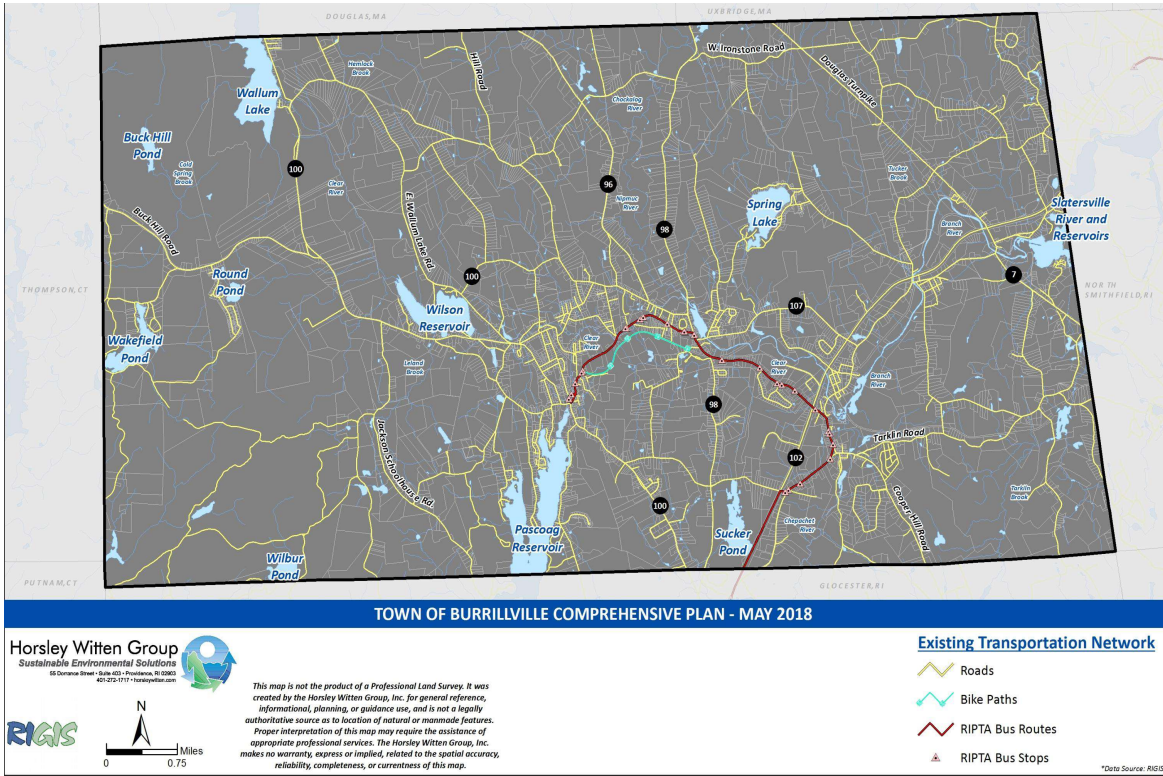 DOUGLAS,MA
UXBRIDGE,MA
W. Ironstone Road
Hill Road
Hemlock
Brook
Douglas Turnpike
Wallum
Lake
Chockalog
River
Buck Hill
Pond
Cold
Spring
Brook
100
Clear
River
96
Tucker
Brook
E. Wallum Lake Rd.
Nipmuc
River
Spring
Lake
Slatersville
River and
Reservoirs
Buck Hill Road
98
Branch
River
Round
Pond
100
7
THOMPSON,CT
NORTH
SMITHFIELD,RI
Wilson
Reservoir
107
Wakefield
Pond
Clear
River
Leland
Brook
Clear
River
Branch
River
98
Jackson Schoolhouse Rd.
Tarklin Road
102
Cooper Hill Road
Tarklin
Brook
100
Pascoag
Reservoir
Sucker
Pond
Chepachet
River
Wilbur
Pond
PUTNAM,CT
GLOCESTER,RI
TOWN OF BURRILLVILLE COMPREHENSIVE PLAN - MAY 2018
Horsley Witten Group
Sustainable Environmental Solutions
55 Dorrance Street • Suite 403 • Providence, RI 02903
401-272-1717 • horsleywitten.com
RIGIS
N
Miles
0 0.75
This map is not the product of a Professional Land Survey. It was
created by the Horsley Witten Group, Inc. for general reference,
informational, planning, or guidance use, and is not a legally
authoritative source as to location of natural or manmade features.
Proper interpretation of this map may require the assistance of
appropriate professional services. The Horsley Witten Group, Inc.
makes no warranty, express or implied, related to the spatial accuracy,
reliability, completeness, or currentness of this map.
Existing Transportation Network
Roads
Bike Paths
RIPTA Bus Routes
RIPTA Bus Stops
*Data Source: RIGIS